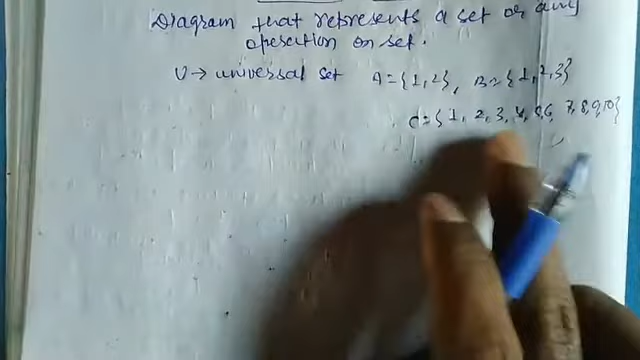 Diagram that represents a set or any
operation on set.
U → universal set A = {1,2}, B = {1,2,3}
C = {1, 2, 3, 4, 5,6, 7,8,9,10}